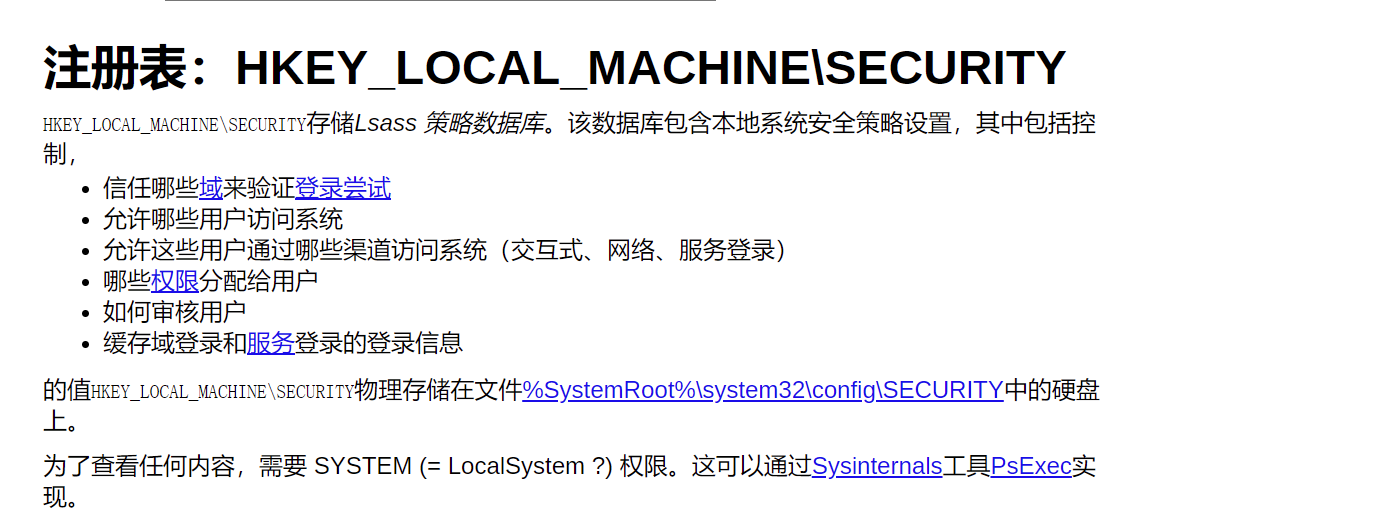 注册表：HKEY_LOCAL_MACHINE\SECURITY
HKEY_LOCAL_MACHINE\SECURITY存储Lsass 策略数据库。该数据库包含本地系统安全策略设置，其中包括控
制，
• 信任哪些域来验证登录尝试
• 允许哪些用户访问系统
• 允许这些用户通过哪些渠道访问系统（交互式、网络、服务登录）
• 哪些权限分配给用户
• 如何审核用户
• 缓存域登录和服务登录的登录信息
的值HKEY_LOCAL_MACHINE\SECURITY物理存储在文件%SystemRoot%\system32\config\SECURITY中的硬盘
上。
为了查看任何内容，需要 SYSTEM (= LocalSystem ?) 权限。这可以通过Sysinternals工具PsExec实
现。